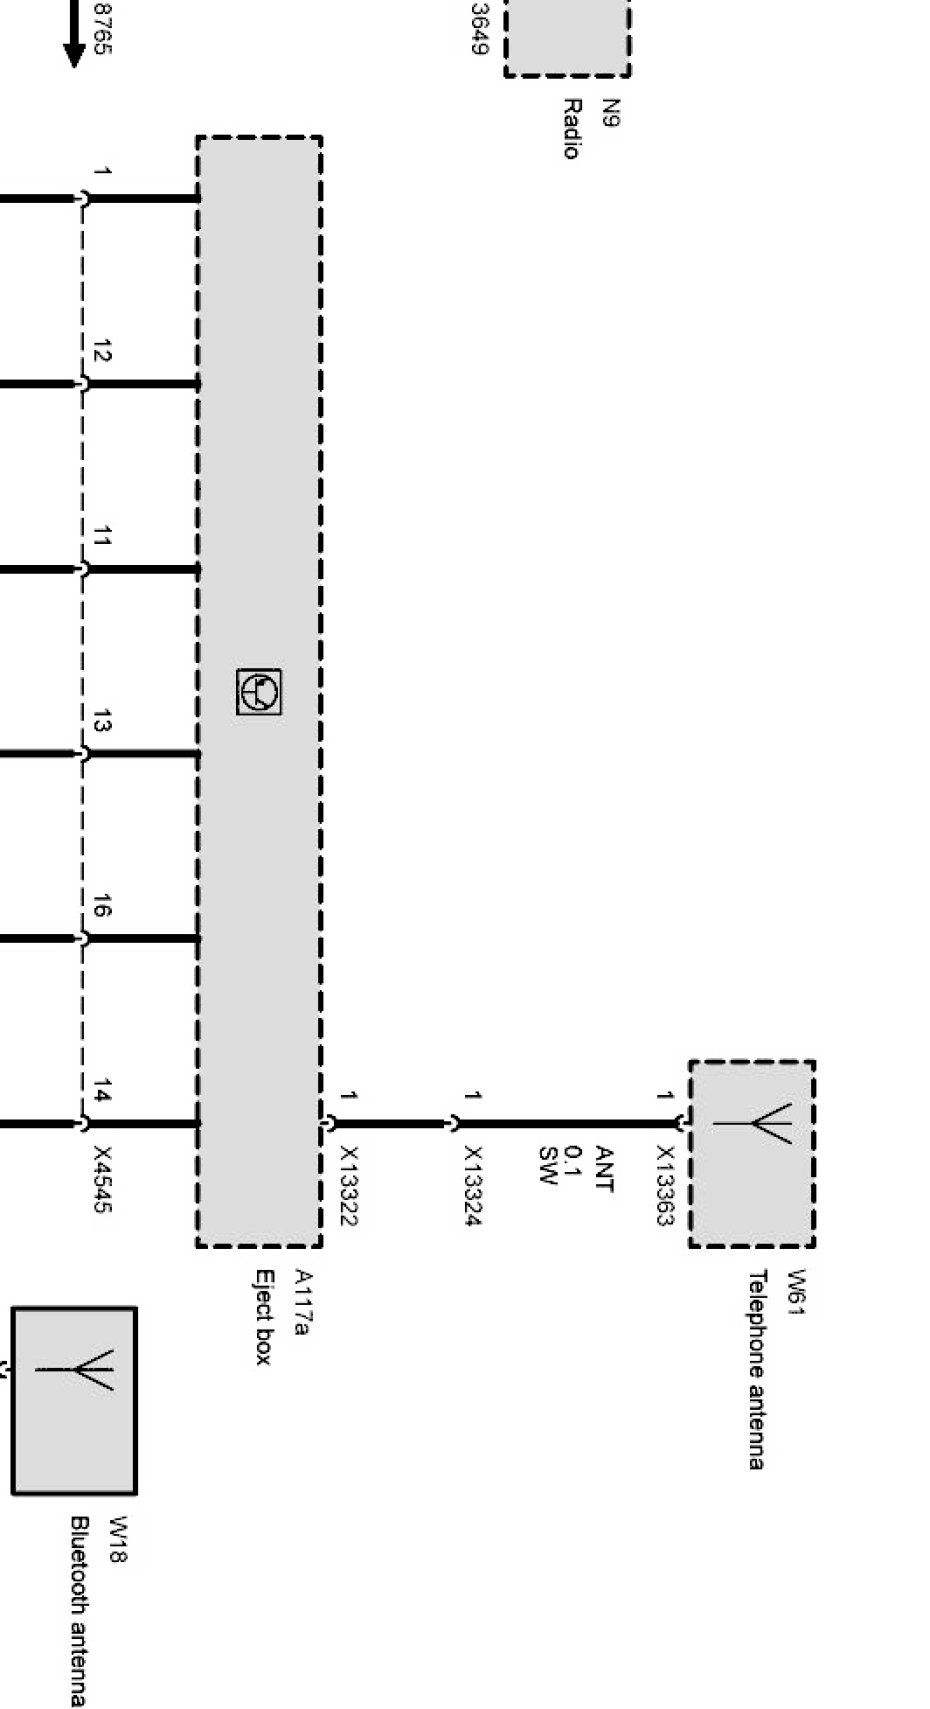 W61
Telephone antenna
1
X13363
ANT
0.1
SW
N9
Radio
3649
1
X13324
1
X13322
A117a
Eject box
8765
1
12
11
13
16
14
X4545
W18
Bluetooth antenna